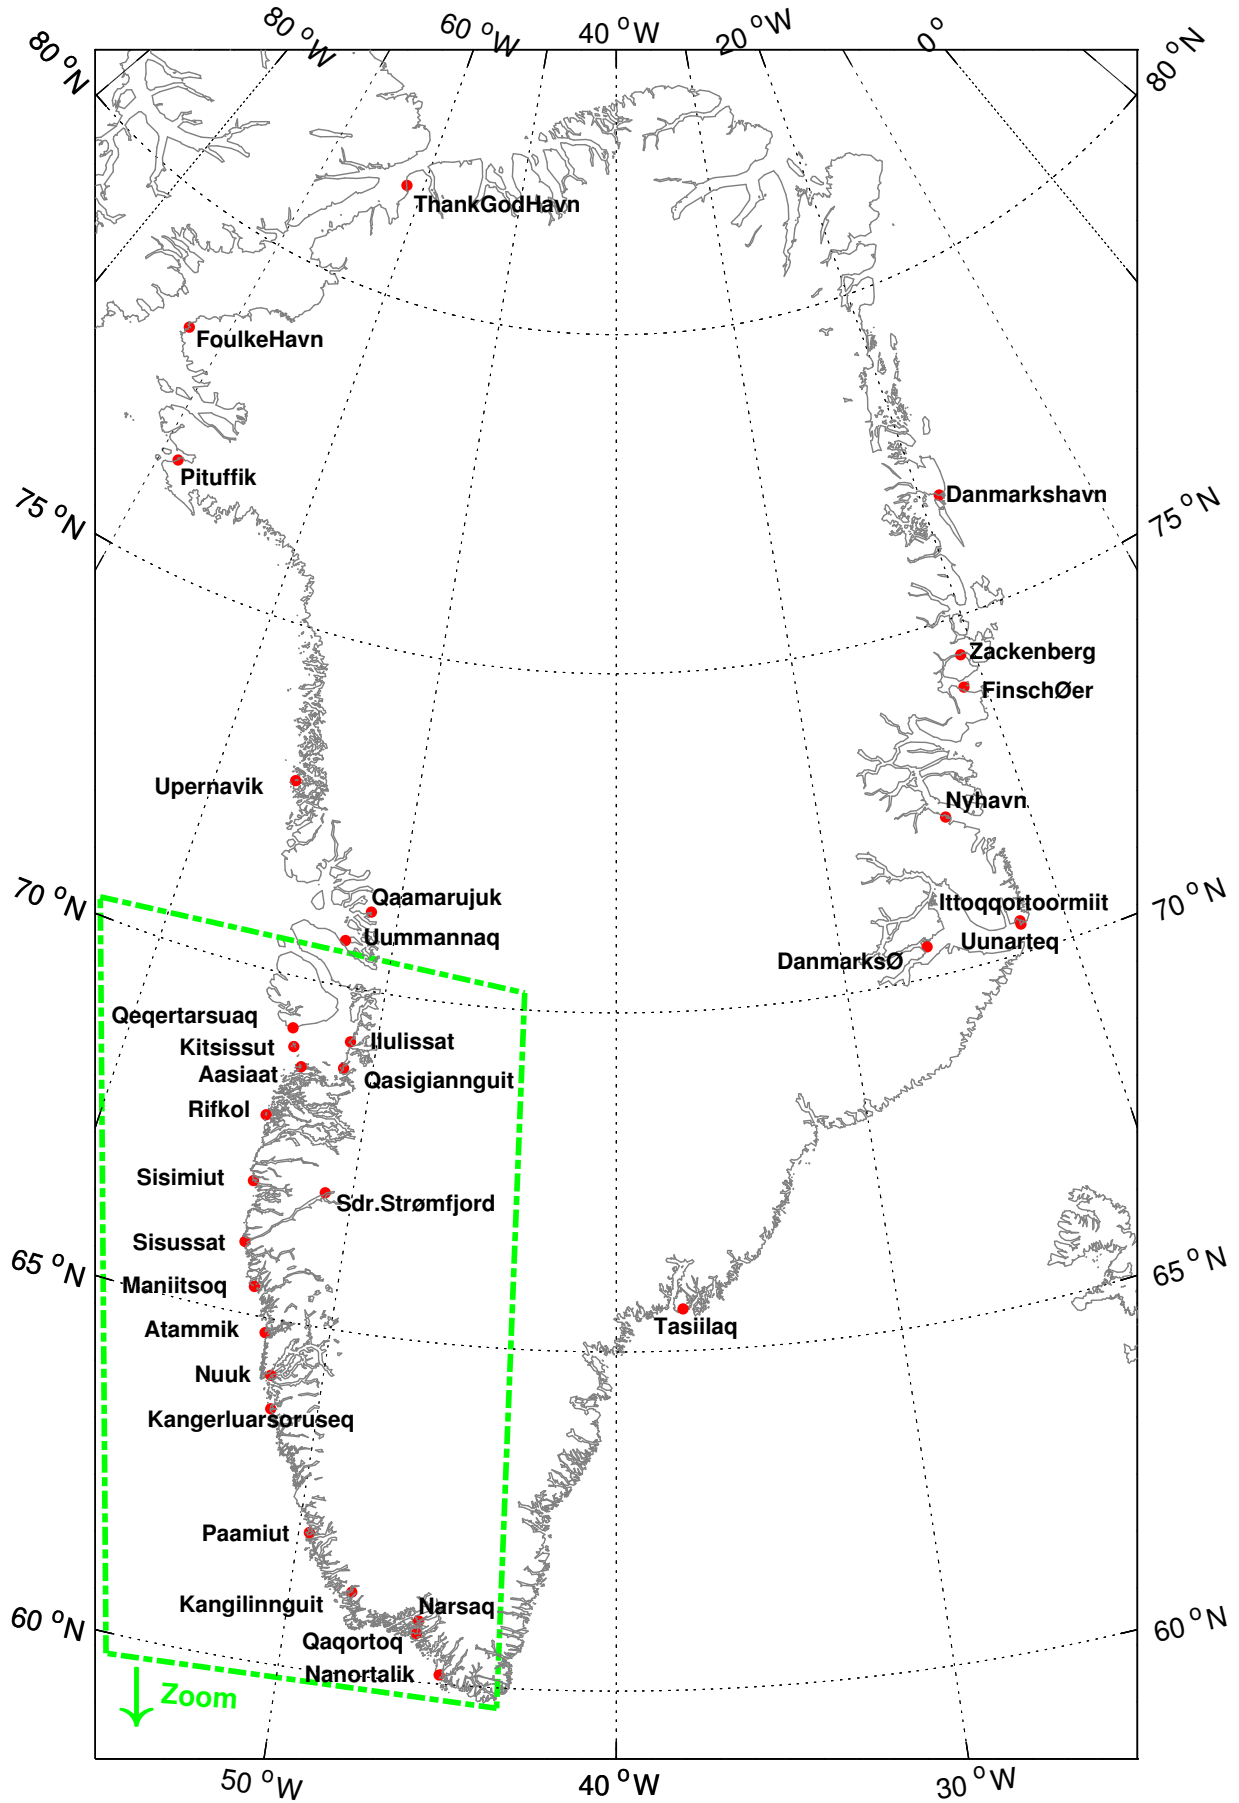 80 °N
80 °W
60 °W
40 °W
20 °W
0°
80 °N
ThankGodHavn
FoulkeHavn
Pituffik
75 °N
Danmarkshavn
75 °N
Zackenberg
FinschØer
Upernavik
Nyhavn
70 °N
Qaamarujuk
Ittoqqortoormiit
70 °N
Uummannaq
Uunarteq
DanmarksØ
Qeqertarsuaq
Kitsissut
Ilulissat
Aasiaat
Qasigiannguit
Rifkol
Sisimiut
Sdr.Strømfjord
Sisussat
65 °N
Maniitsoq
65 °N
Atammik
Tasiilaq
Nuuk
Kangerluarsoruseq
Paamiut
Kangilinnguit
Narsaq
60 °N
Qaqortoq
60 °N
Nanortalik
Zoom
50 °W
40 °W
30 °W